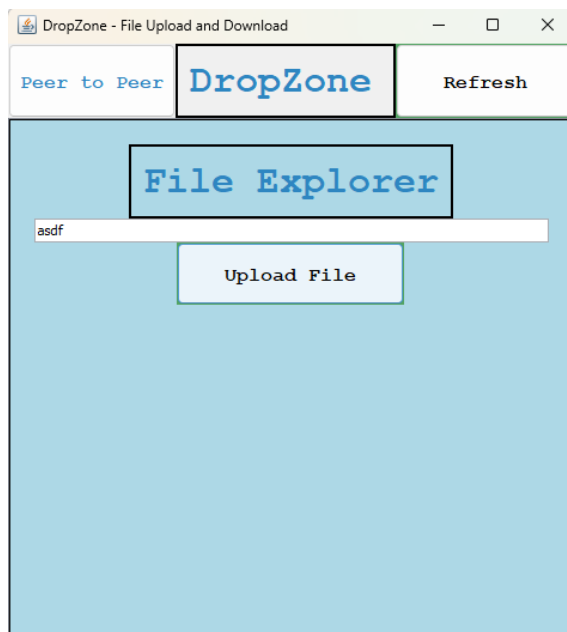 DropZone - File Upload and Download
Peer to Peer
DropZone
Refresh
File Explorer
asdf
Upload File